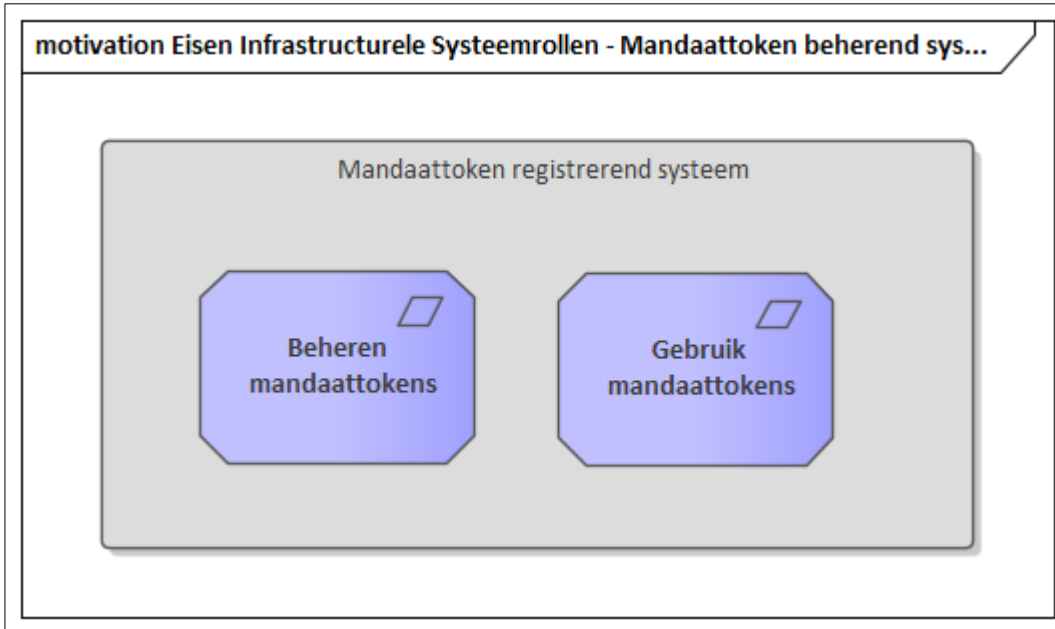 motivation Eisen Infrastructurele Systeemrollen - Mandaattoken beherend sys...
Mandaattoken registrerend systeem
Beheren
mandaattokens
Gebruik
mandaattokens